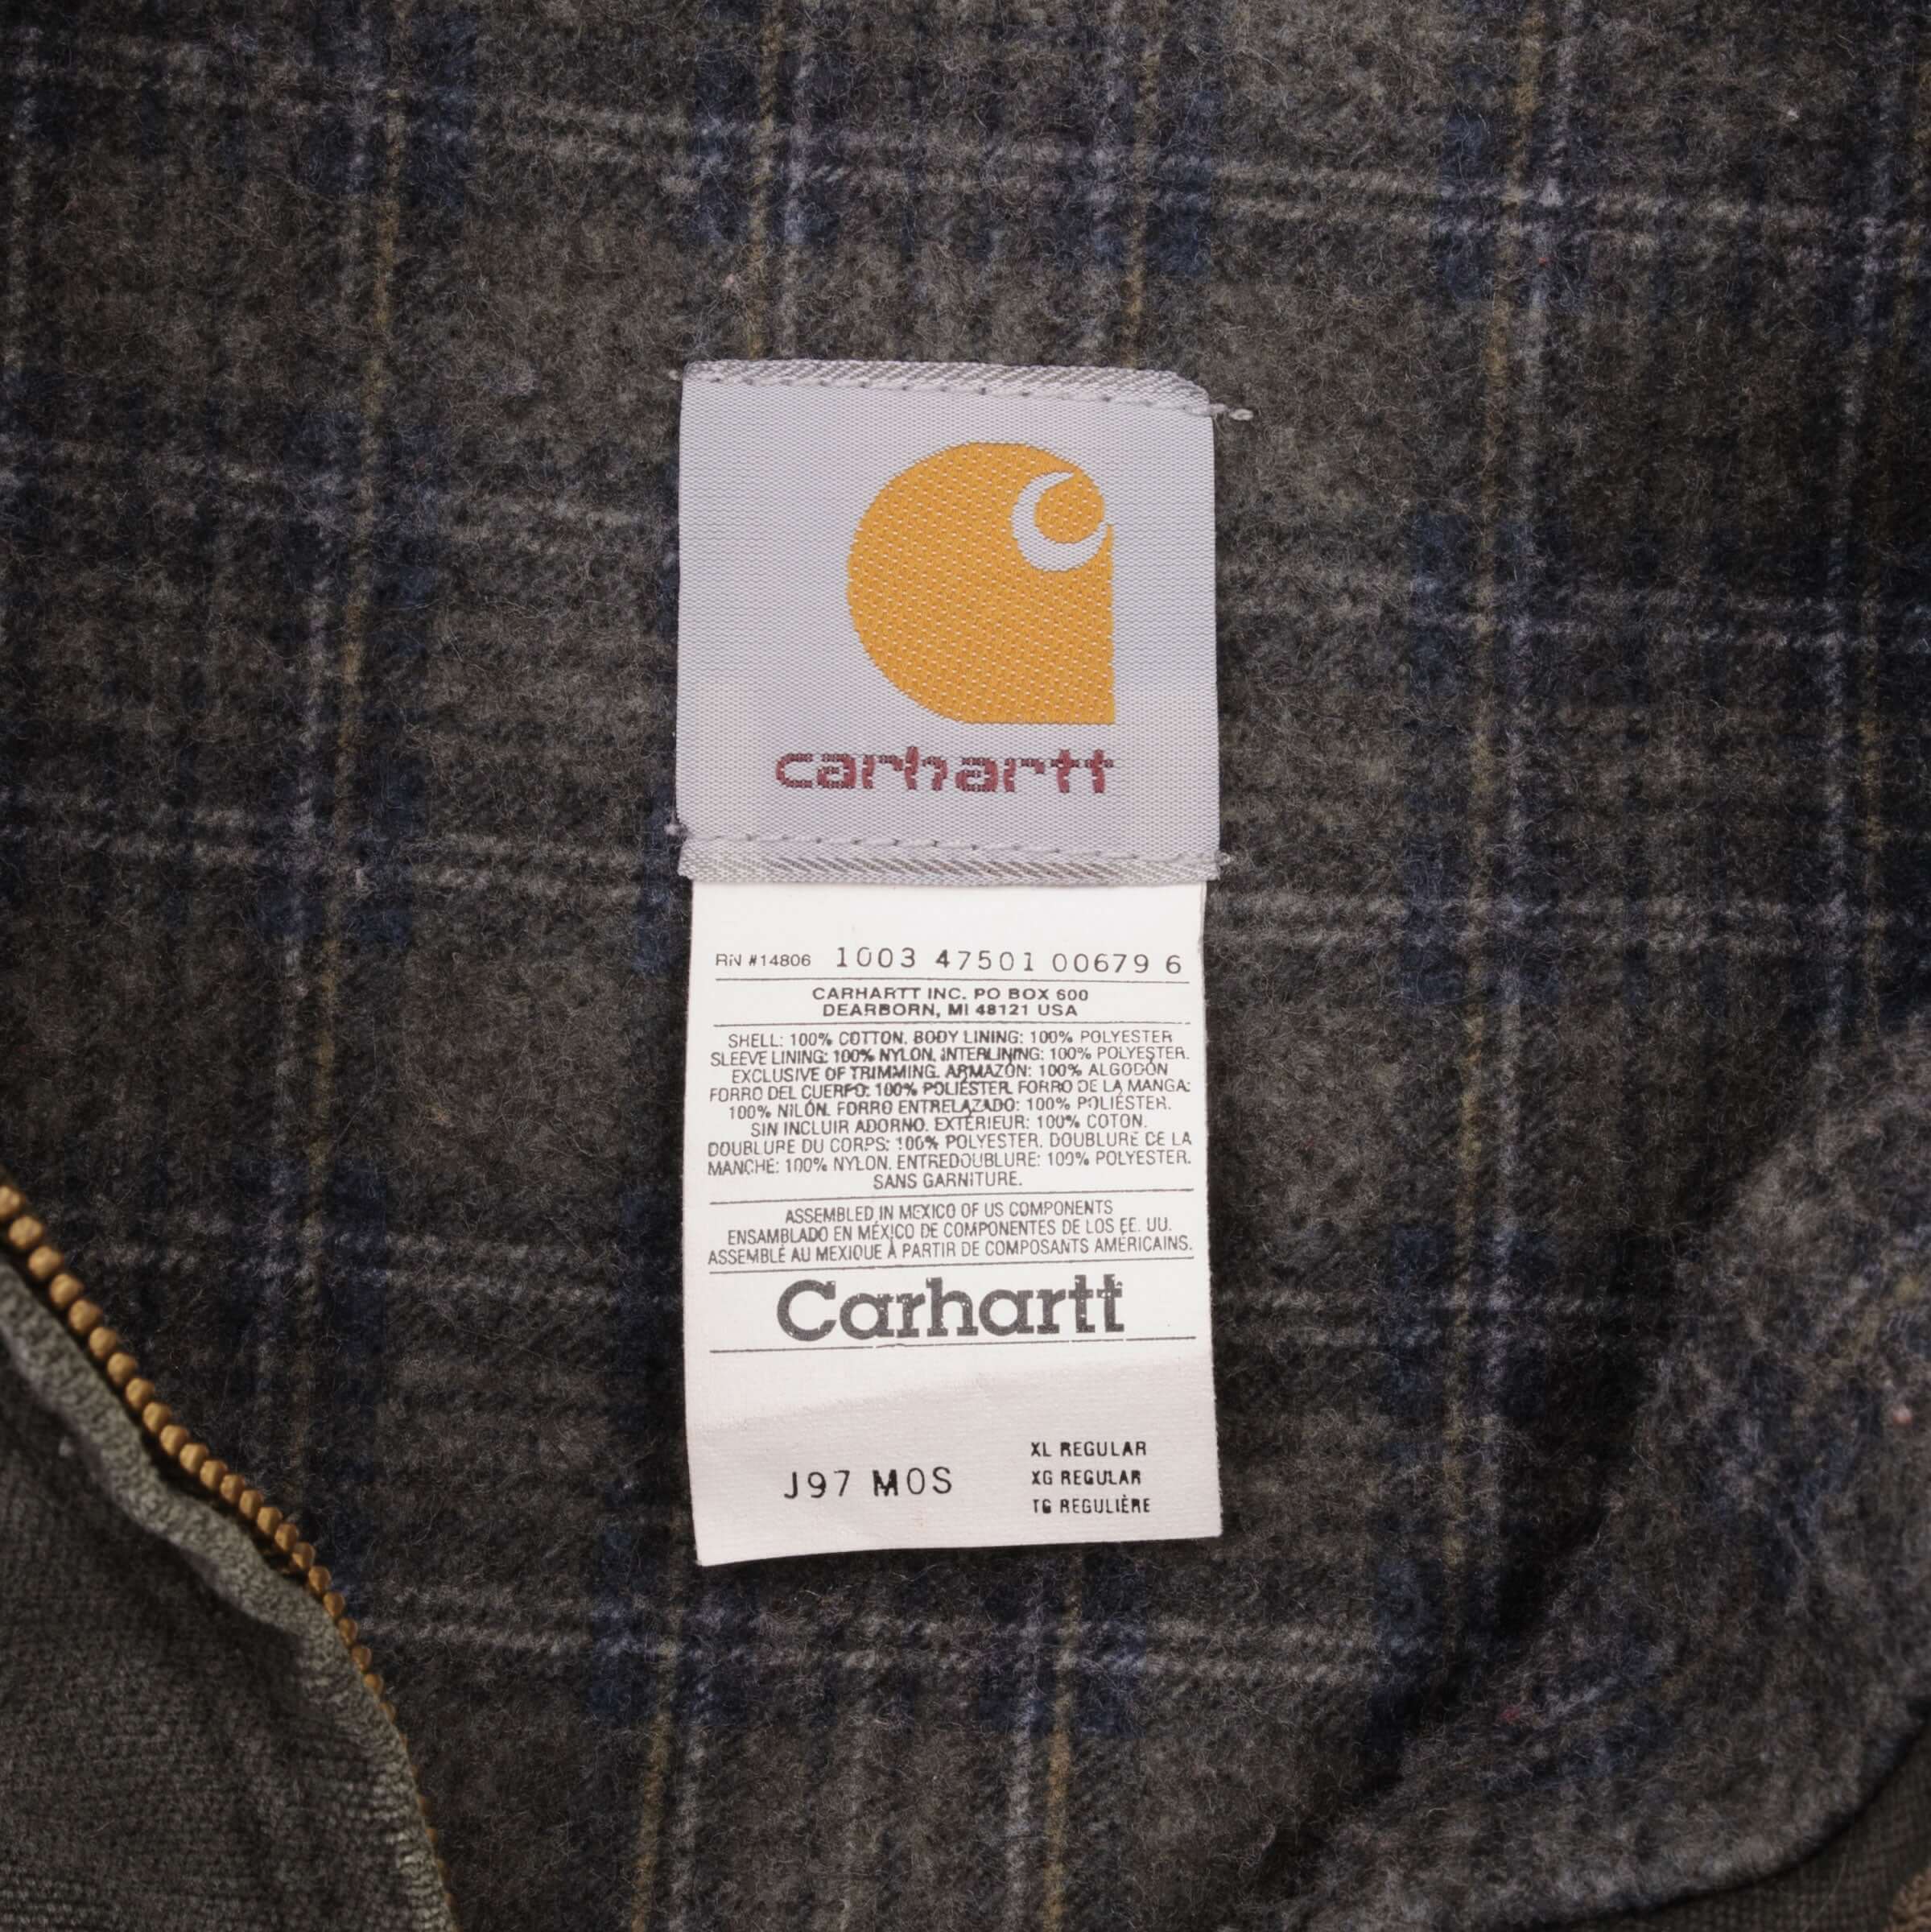 carhartt
RN #14806 1003 47501 00679 6
CARHARTT INC. PO BOX 600
DEARBORN, MI 48121 USA
SHELL: 100% COTTON. BODY LINING: 100% POLYESTER
SLEEVE LINING: 100% NYLON. INTERLINING: 100% POLYESTER.
EXCLUSIVE OF TRIMMING. ARMAZÓN: 100% ALGODÓN
FORRO DEL CUERPO: 100% POLIÉSTER. FORRO DE LA MANGA:
100% NILÓN. FORRO ENTRELAZADO: 100% POLIÉSTER.
SIN INCLUIR ADORNO. EXTÉRIEUR: 100% COTON.
DOUBLURE DU CORPS: 100% POLYESTER. DOUBLURE DE LA
MANCHE: 100% NYLON. ENTREDOUBLURE: 100% POLYESTER.
SANS GARNITURE.
ASSEMBLED IN MEXICO OF US COMPONENTS
ENSAMBLADO EN MÉXICO DE COMPONENTES DE LOS EE. UU.
ASSEMBLÉ AU MEXIQUE À PARTIR DE COMPOSANTS AMÉRICAINS.
Carhartt
J97 MOS
XL REGULAR
XG REGULAR
TG REGULIÈRE